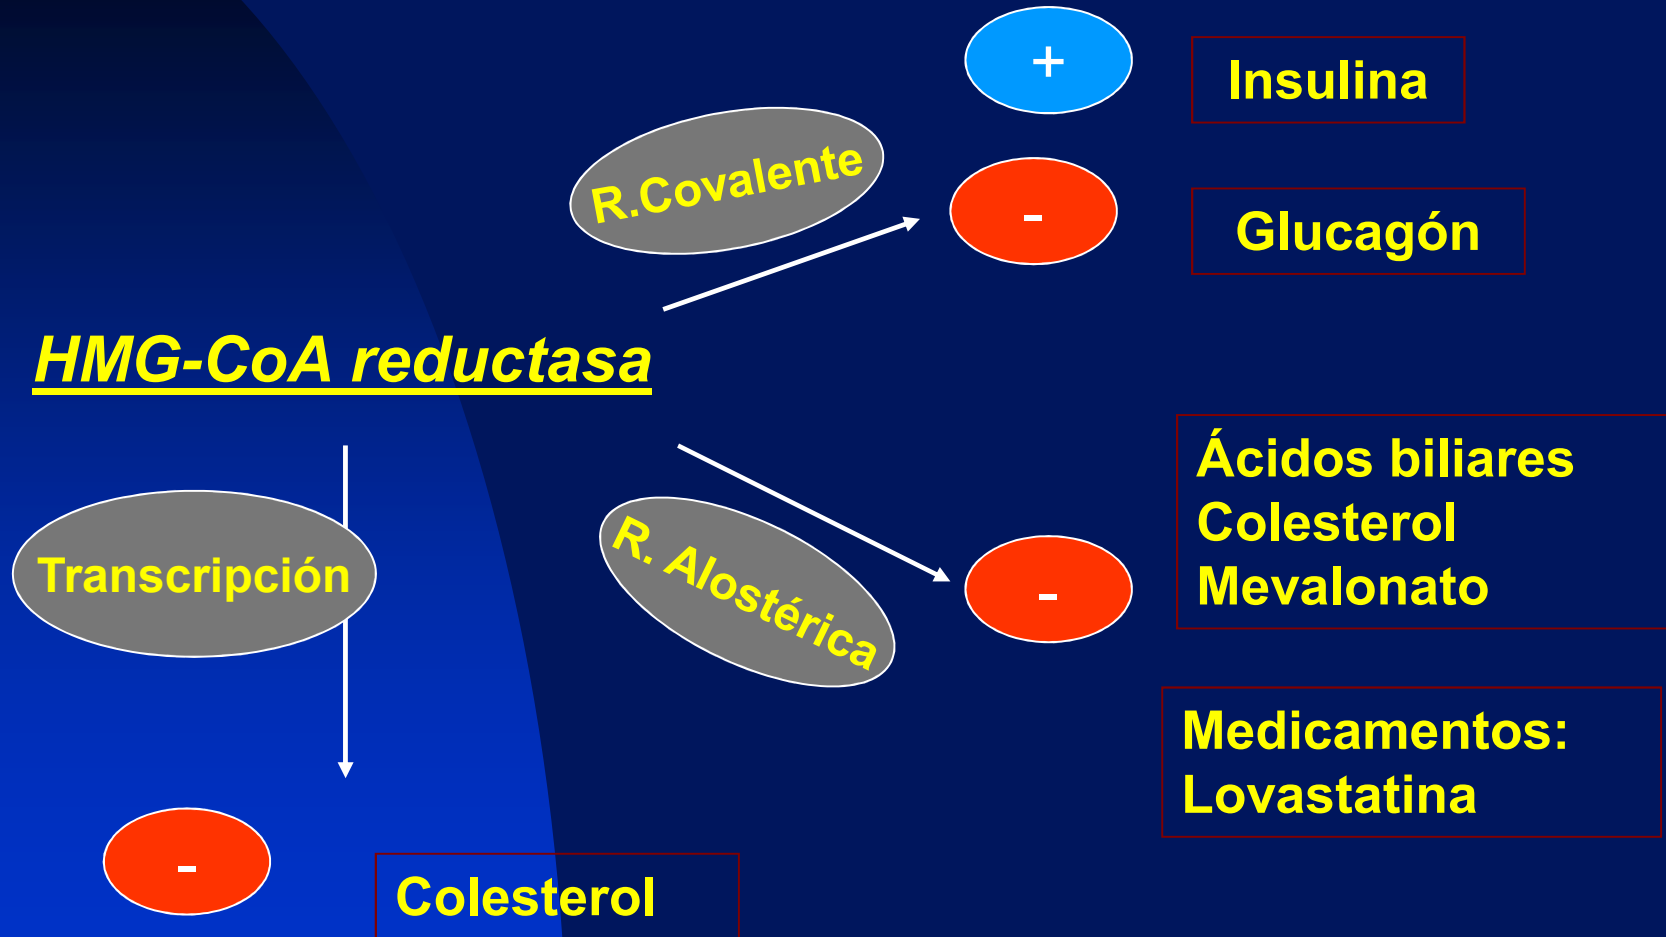 +
Insulina
R.Covalente
-
Glucagón
HMG-CoA reductasa
Ácidos biliares
Colesterol
Mevalonato
Transcripción
R. Alostérica
-
Medicamentos:
Lovastatina
-
Colesterol